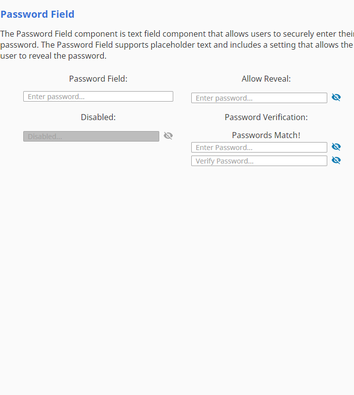 Password Field
The Password Field component is text field component that allows users to securely enter their
password. The Password Field supports placeholder text and includes a setting that allows the
user to reveal the password.
Password Field:
Enter password...
Allow Reveal:
Enter password...
Disabled:
Disabled...
Password Verification:
Passwords Match!
Enter Password...
Verify Password...